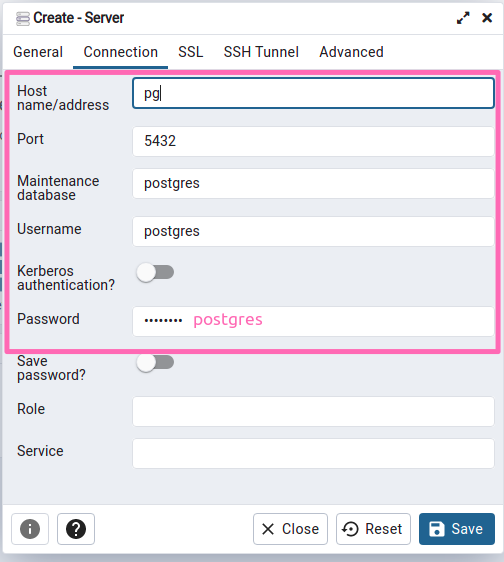 Create - Server
General Connection SSL SSH Tunnel Advanced
Host
name/address
pg
Port
5432
Maintenance
database
postgres
Username
postgres
Kerberos
authentication?
Password
•••••••• postgres
Save
password?
Role
Service
i ? Close Reset Save